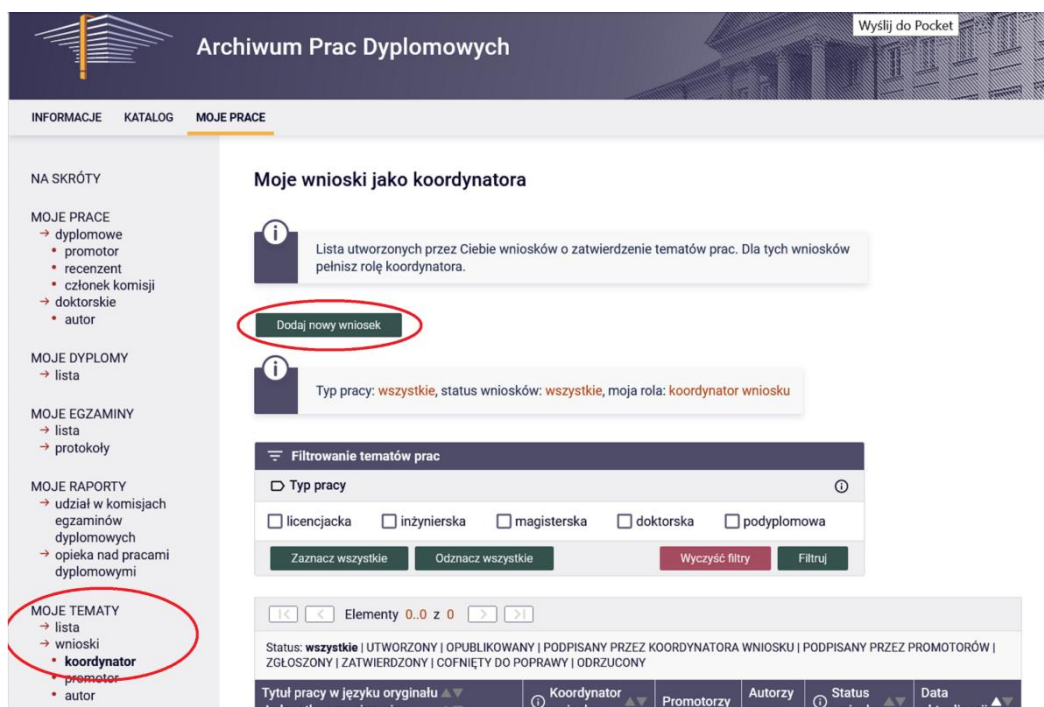 Wyślij do Pocket
Archiwum Prac Dyplomowych
INFORMACJE KATALOG MOJE PRACE
NA SKRÓTY
MOJE PRACE
dyplomowe
promotor
recenzent
członek komisji
doktorskie
autor
MOJE DYPLOMY
lista
MOJE EGZAMINY
lista
protokoły
MOJE RAPORTY
udział w komisjach
egzaminów
dyplomowych
opieka nad pracami
dyplomowymi
MOJE TEMATY
lista
wnioski
koordynator
promotor
autor
Moje wnioski jako koordynatora
Lista utworzonych przez Ciebie wniosków o zatwierdzenie tematów prac. Dla tych wniosków
pełnisz rolę koordynatora.
Dodaj nowy wniosek
Typ pracy: wszystkie, status wniosków: wszystkie, moja rola: koordynator wniosku
Filtrowanie tematów prac
Typ pracy
licencjacka inżynierska magisterska doktorska podyplomowa
Zaznacz wszystkie Odznacz wszystkie Wyczyść filtry Filtruj
Elementy 0..0 z 0
Status: wszystkie | UTWORZONY | OPUBLIKOWANY | PODPISANY PRZEZ KOORDYNATORA WNIOSKU | PODPISANY PRZEZ PROMOTORÓW |
ZGŁOSZONY | ZATWIERDZONY | COFNIĘTY DO POPRAWY | ODRZUCONY
Tytuł pracy w języku oryginału Koordynator Promotorzy Autorzy Status Data